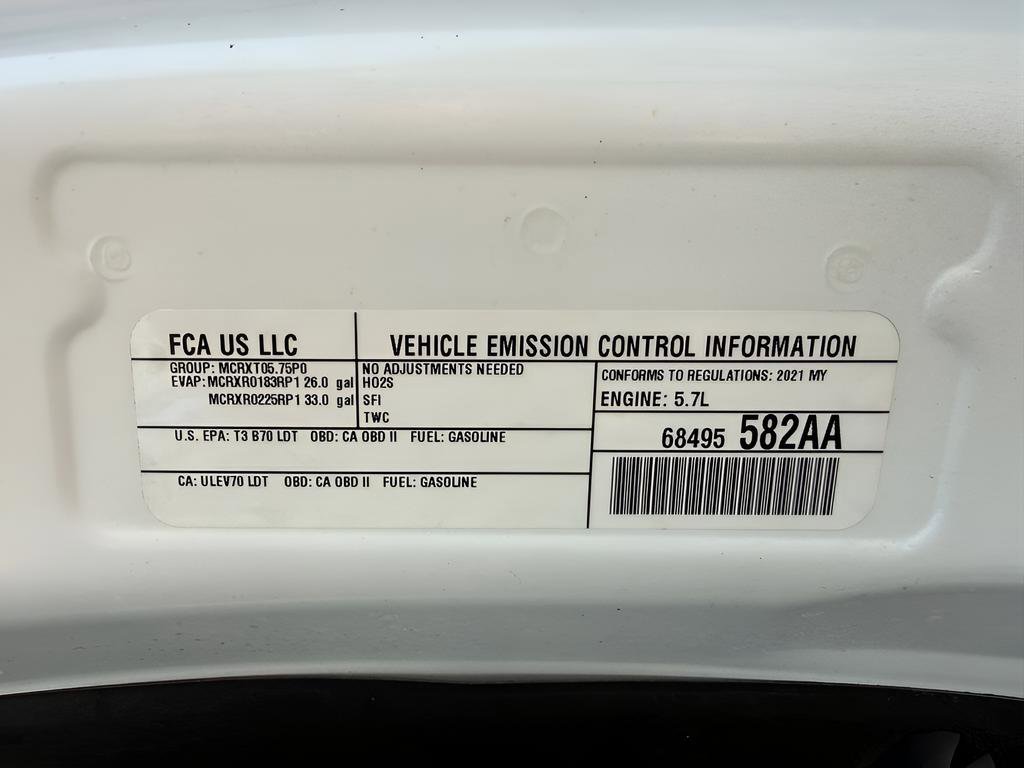 FCA US LLC
VEHICLE EMISSION CONTROL INFORMATION
GROUP: MCRXT05.75P0
EVAP: MCRXR0183RP1 26.0 gal
MCRXR0225RP1 33.0 gal
NO ADJUSTMENTS NEEDED
HO2S
SFI
TWC
CONFORMS TO REGULATIONS: 2021 MY
ENGINE: 5.7L
68495 582AA
U.S. EPA: T3 B70 LDT OBD: CA OBD II FUEL: GASOLINE
CA: ULEV70 LDT OBD: CA OBD II FUEL: GASOLINE